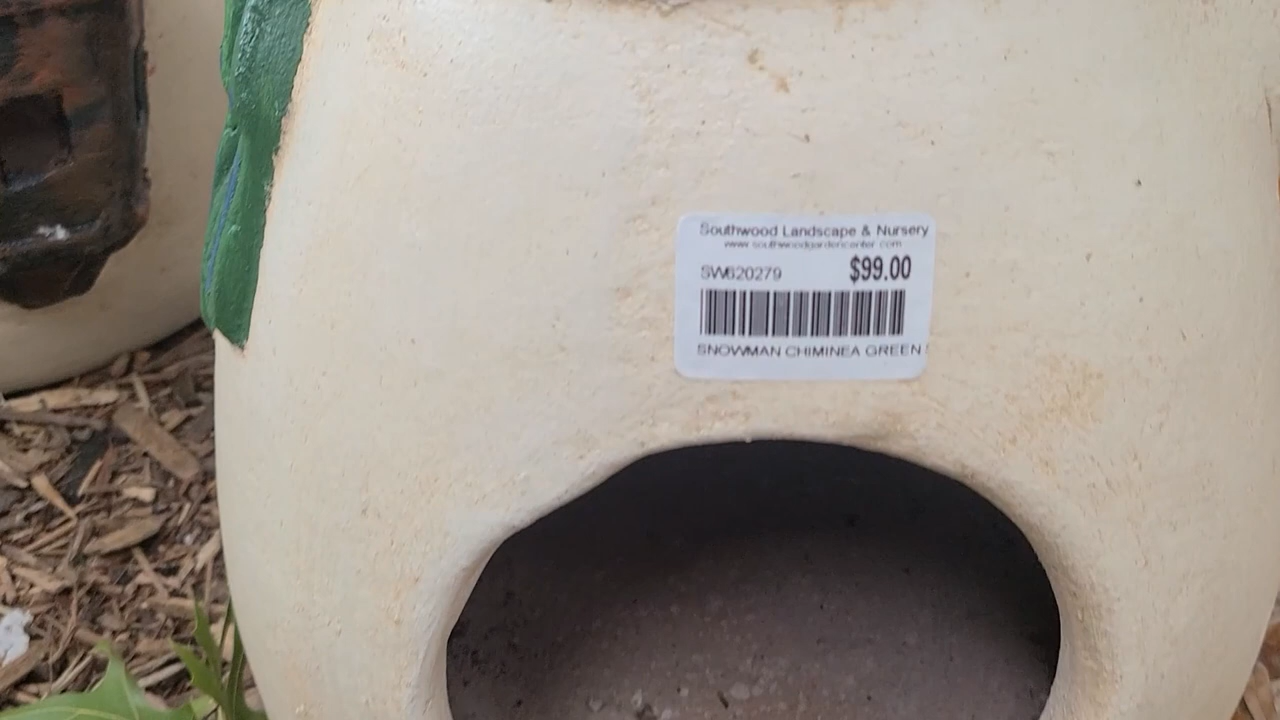 Southwood Landscape & Nursery
www.southwoodgardencenter.com
SW620279 $99.00
SNOWMAN CHIMINEA GREEN